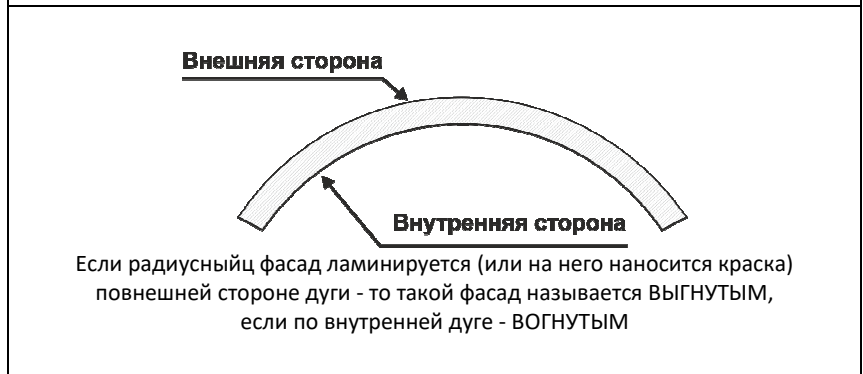 Внешняя сторона
Внутренняя сторона
Если радиусныйц фасад ламинируется (или на него наносится краска)
повнешней стороне дуги - то такой фасад называется ВЫГНУТЫМ,
если по внутренней дуге - ВОГНУТЫМ